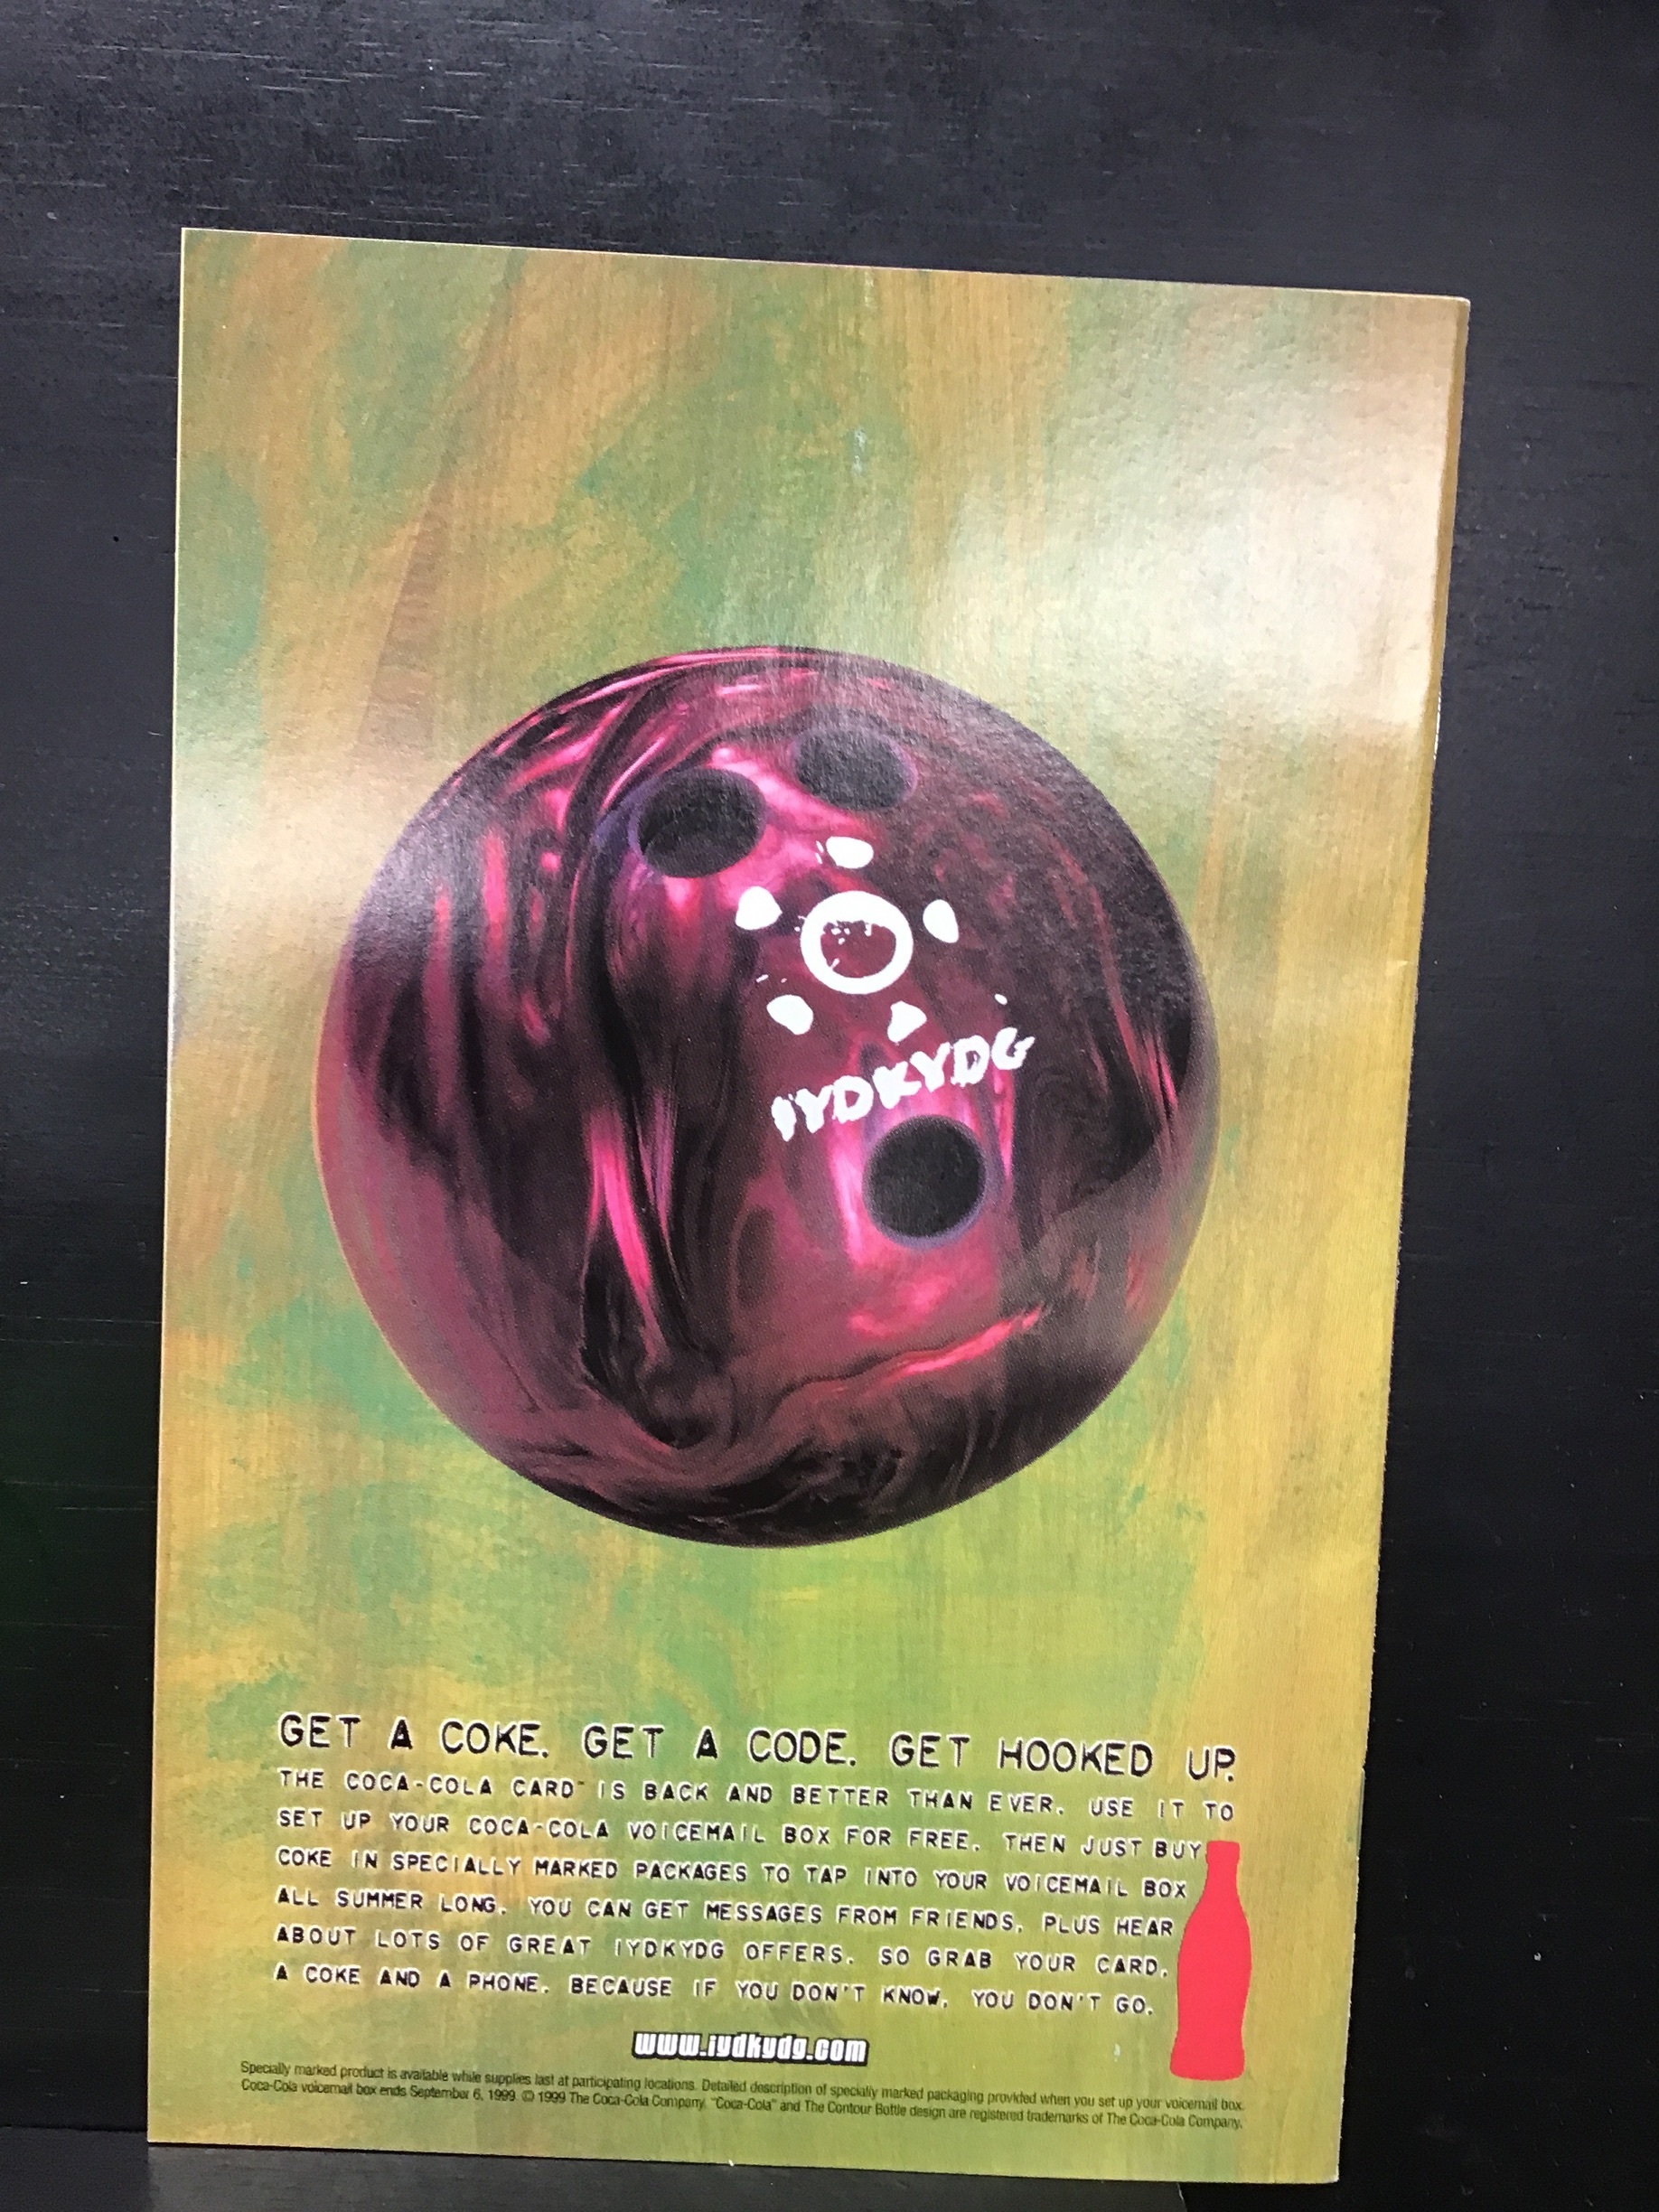 IYDKYDG
GET A COKE. GET A CODE. GET HOOKED UP.
THE COCA-COLA CARD™ IS BACK AND BETTER THAN EVER. USE IT TO
SET UP YOUR COCA-COLA VOICEMAIL BOX FOR FREE. THEN JUST BUY
COKE IN SPECIALLY MARKED PACKAGES TO TAP INTO YOUR VOICEMAIL BOX
ALL SUMMER LONG. YOU CAN GET MESSAGES FROM FRIENDS, PLUS HEAR
ABOUT LOTS OF GREAT IYDKYDG OFFERS. SO GRAB YOUR CARD,
A COKE AND A PHONE. BECAUSE IF YOU DON'T KNOW, YOU DON'T GO.
www.iydkydg.com
Specially marked product is available while supplies last at participating locations. Detailed description of specially marked packaging provided when you set up your voicemail box.
Coca-Cola voicemail box ends September 6, 1999. © 1999 The Coca-Cola Company. "Coca-Cola" and The Contour Bottle design are registered trademarks of The Coca-Cola Company.